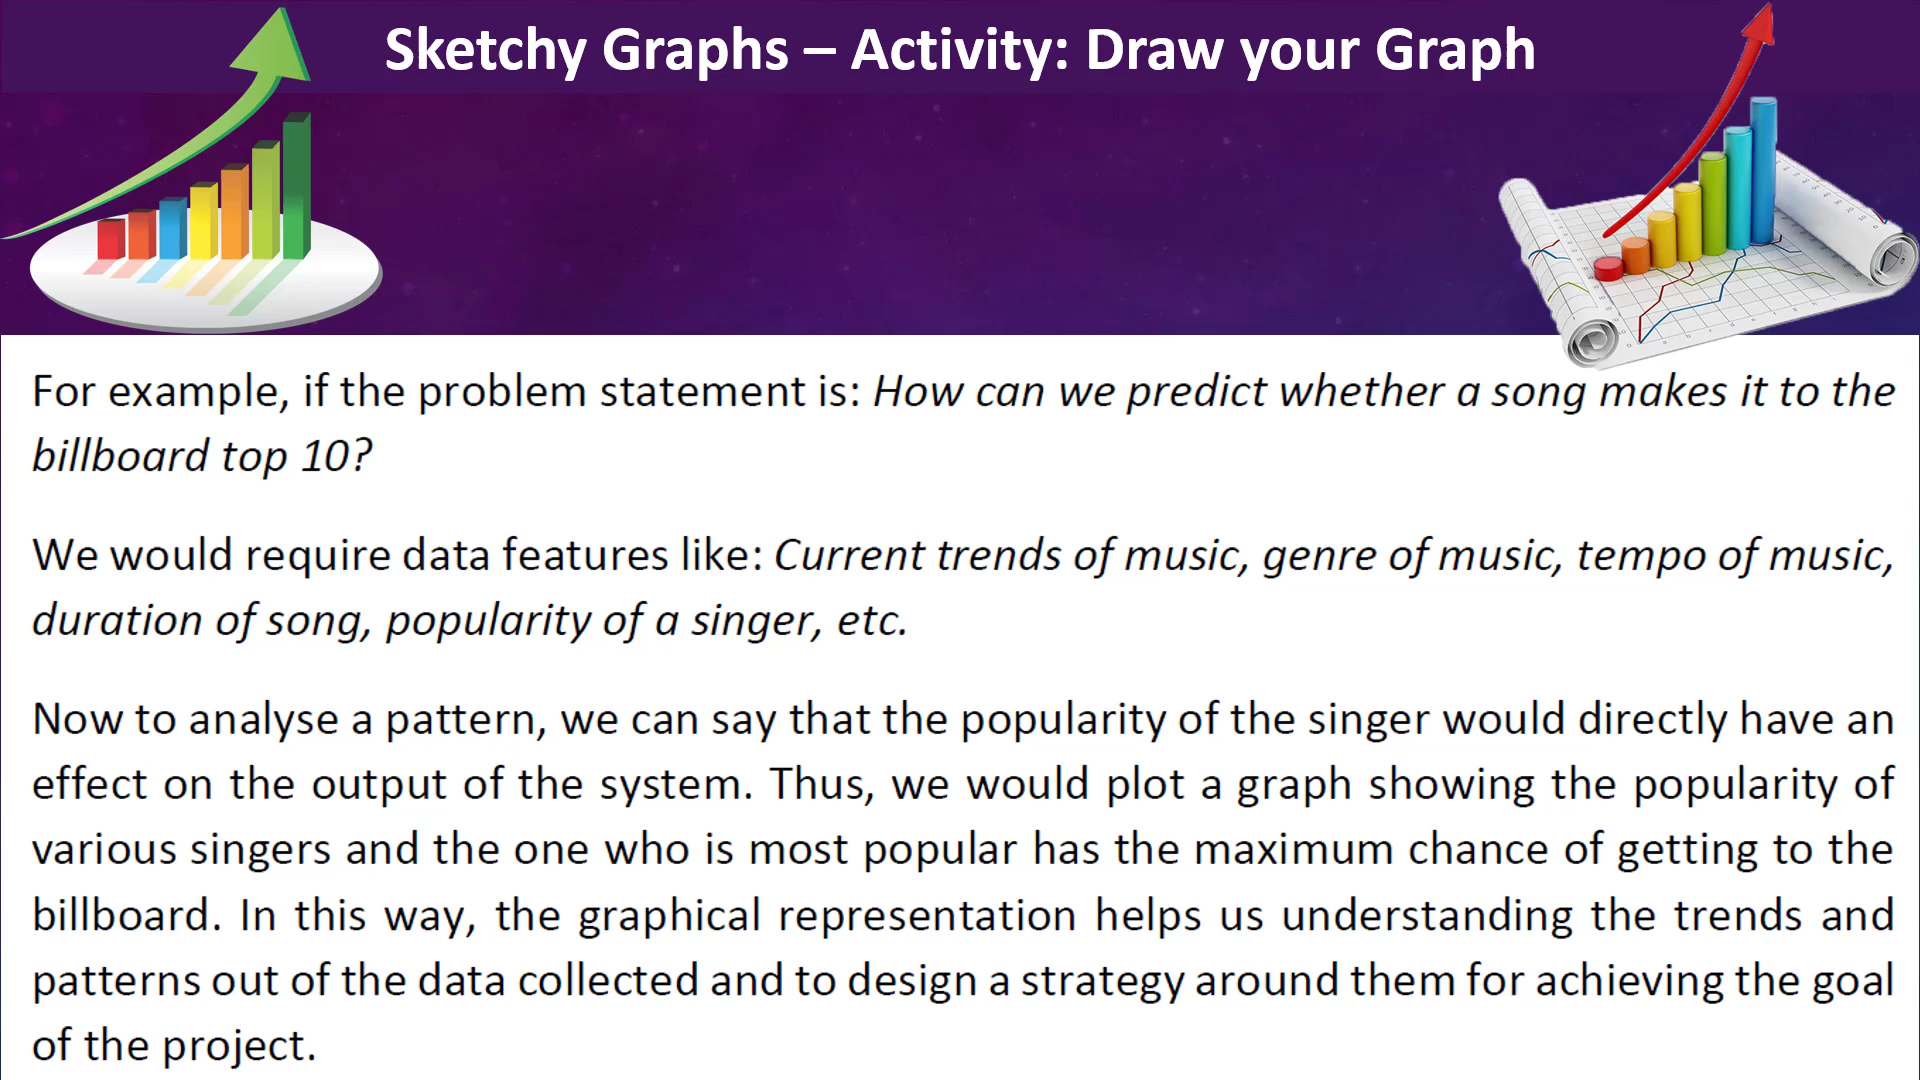 Sketchy Graphs – Activity: Draw your Graph
For example, if the problem statement is: How can we predict whether a song makes it to the
billboard top 10?
We would require data features like: Current trends of music, genre of music, tempo of music,
duration of song, popularity of a singer, etc.
Now to analyse a pattern, we can say that the popularity of the singer would directly have an
effect on the output of the system. Thus, we would plot a graph showing the popularity of
various singers and the one who is most popular has the maximum chance of getting to the
billboard. In this way, the graphical representation helps us understanding the trends and
patterns out of the data collected and to design a strategy around them for achieving the goal
of the project.